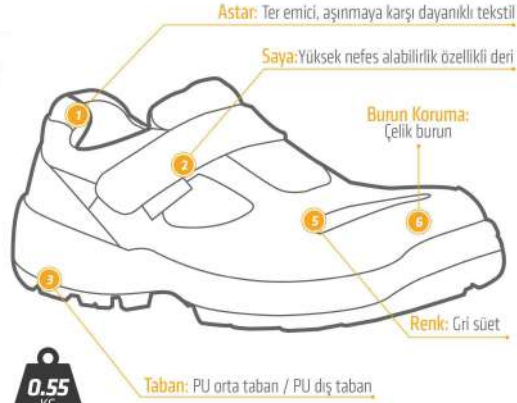 Astar: Ter emici, aşınmaya karşı dayanıklı tekstil
Saya: Yüksek nefes alabilirlik özellikli deri
Burun Koruma:
Çelik burun
1
2
5
6
3
Renk: Gri süet
0.55
KG
Taban: PU orta taban / PU dış taban